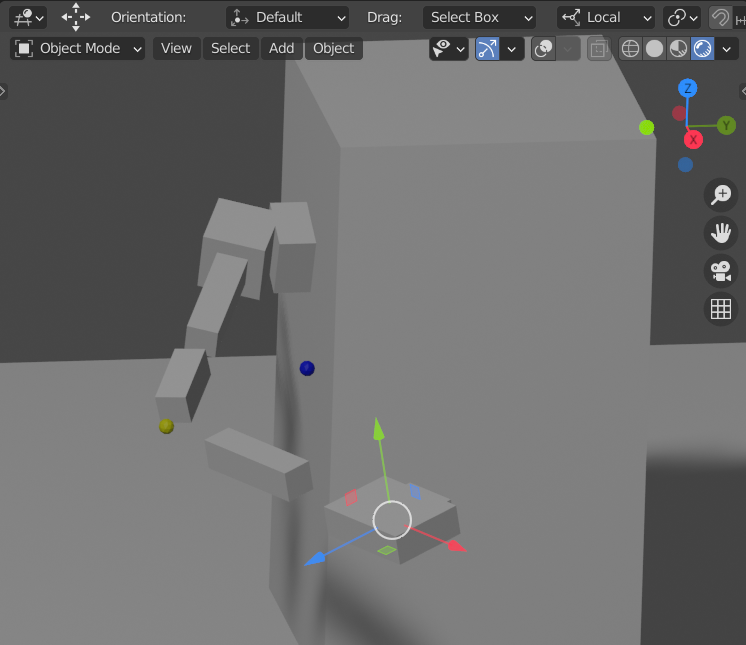 Orientation: Default Drag: Select Box Local
Object Mode View Select Add Object
Z
Y
X